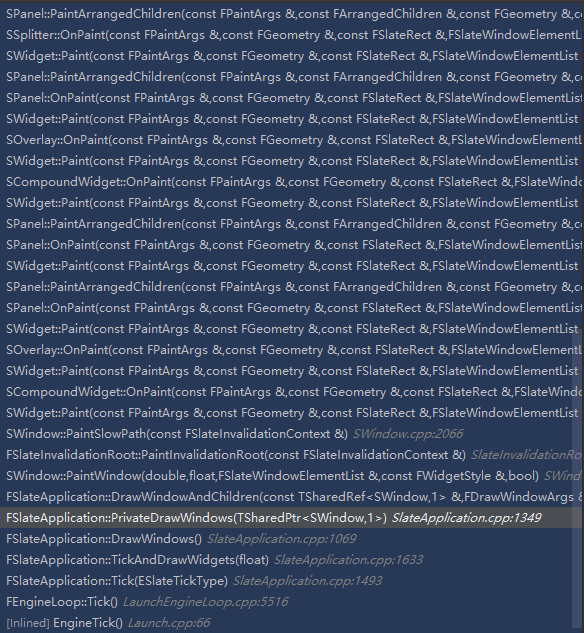 SPanel::PaintArrangedChildren(const FPaintArgs &,const FArrangedChildren &,const FGeometry &,c
SSplitter::OnPaint(const FPaintArgs &,const FGeometry &,const FSlateRect &,FSlateWindowElementL
SWidget::Paint(const FPaintArgs &,const FGeometry &,const FSlateRect &,FSlateWindowElementList
SPanel::PaintArrangedChildren(const FPaintArgs &,const FArrangedChildren &,const FGeometry &,c
SPanel::OnPaint(const FPaintArgs &,const FGeometry &,const FSlateRect &,FSlateWindowElementList
SWidget::Paint(const FPaintArgs &,const FGeometry &,const FSlateRect &,FSlateWindowElementList
SOverlay::OnPaint(const FPaintArgs &,const FGeometry &,const FSlateRect &,FSlateWindowElementL
SWidget::Paint(const FPaintArgs &,const FGeometry &,const FSlateRect &,FSlateWindowElementList
SCompoundWidget::OnPaint(const FPaintArgs &,const FGeometry &,const FSlateRect &,FSlateWindo
SWidget::Paint(const FPaintArgs &,const FGeometry &,const FSlateRect &,FSlateWindowElementList
SPanel::PaintArrangedChildren(const FPaintArgs &,const FArrangedChildren &,const FGeometry &,c
SPanel::OnPaint(const FPaintArgs &,const FGeometry &,const FSlateRect &,FSlateWindowElementList
SWidget::Paint(const FPaintArgs &,const FGeometry &,const FSlateRect &,FSlateWindowElementList
SPanel::PaintArrangedChildren(const FPaintArgs &,const FArrangedChildren &,const FGeometry &,c
SPanel::OnPaint(const FPaintArgs &,const FGeometry &,const FSlateRect &,FSlateWindowElementList
SWidget::Paint(const FPaintArgs &,const FGeometry &,const FSlateRect &,FSlateWindowElementList
SOverlay::OnPaint(const FPaintArgs &,const FGeometry &,const FSlateRect &,FSlateWindowElementL
SWidget::Paint(const FPaintArgs &,const FGeometry &,const FSlateRect &,FSlateWindowElementList
SCompoundWidget::OnPaint(const FPaintArgs &,const FGeometry &,const FSlateRect &,FSlateWindo
SWidget::Paint(const FPaintArgs &,const FGeometry &,const FSlateRect &,FSlateWindowElementList
SWindow::PaintSlowPath(const FSlateInvalidationContext &) SWindow.cpp:2066
FSlateInvalidationRoot::PaintInvalidationRoot(const FSlateInvalidationContext &) SlateInvalidationRo
SWindow::PaintWindow(double,float,FSlateWindowElementList &,const FWidgetStyle &,bool) SWind
FSlateApplication::DrawWindowAndChildren(const TSharedRef<SWindow,1> &,FDrawWindowArgs &
FSlateApplication::PrivateDrawWindows(TSharedPtr<SWindow,1>) SlateApplication.cpp:1349
FSlateApplication::DrawWindows() SlateApplication.cpp:1069
FSlateApplication::TickAndDrawWidgets(float) SlateApplication.cpp:1633
FSlateApplication::Tick(ESlateTickType) SlateApplication.cpp:1493
FEngineLoop::Tick() LaunchEngineLoop.cpp:5516
[Inlined] EngineTick() Launch.cpp:66